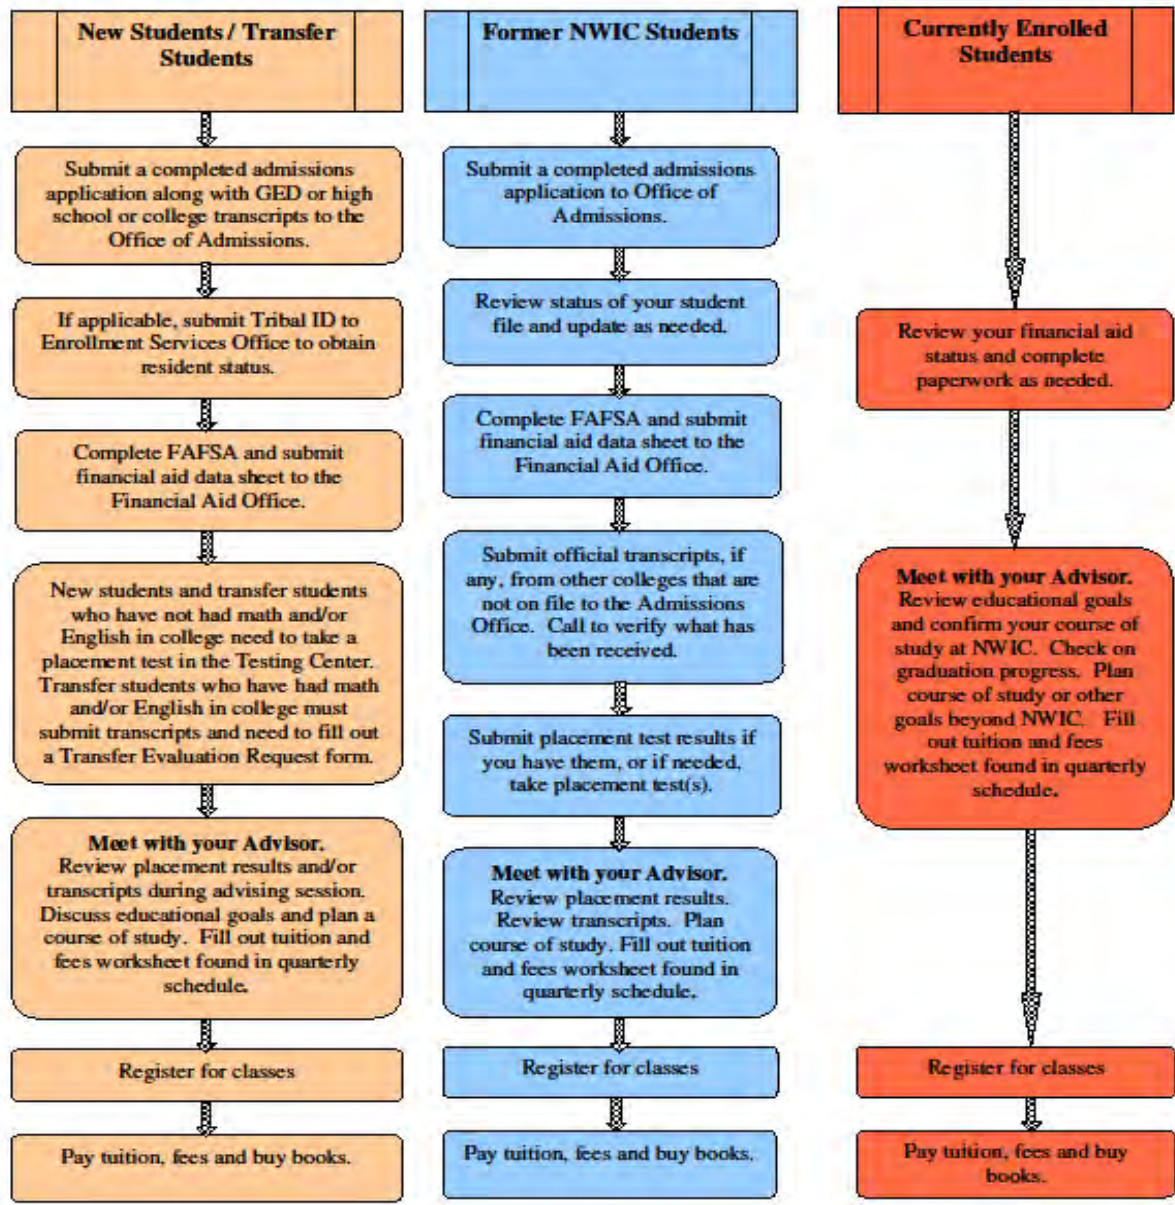 New Students / Transfer
Students
Submit a completed admissions
application along with GED or high
school or college transcripts to the
Office of Admissions.
If applicable, submit Tribal ID to
Enrollment Services Office to obtain
resident status.
Complete FAFSA and submit
financial aid data sheet to the
Financial Aid Office.
New students and transfer students
who have not had math and/or
English in college need to take a
placement test in the Testing Center.
Transfer students who have had math
and/or English in college must
submit transcripts and need to fill out
a Transfer Evaluation Request form.
Meet with your Advisor.
Review placement results and/or
transcripts during advising session.
Discuss educational goals and plan a
course of study.  Fill out tuition and
fees worksheet found in quarterly
schedule.
Register for classes
Pay tuition, fees and buy books.
Former NWIC Students
Submit a completed admissions
application to Office of
Admissions.
Review status of your student
file and update as needed.
Complete FAFSA and submit
financial aid data sheet to the
Financial Aid Office.
Submit official transcripts, if
any, from other colleges that are
not on file to the Admissions
Office.  Call to verify what has
been received.
Submit placement test results if
you have them, or if needed,
take placement test(s).
Meet with your Advisor.
Review placement results.
Review transcripts.  Plan
course of study. Fill out tuition
and fees worksheet found in
quarterly schedule.
Register for classes
Pay tuition, fees and buy books.
Currently Enrolled
Students
Review your financial aid
status and complete
paperwork as needed.
Meet with your Advisor.
Review educational goals
and confirm your course of
study at NWIC.  Check on
graduation progress.  Plan
course of study or other
goals beyond NWIC.  Fill
out tuition and fees
worksheet found in quarterly
schedule.
Register for classes
Pay tuition, fees and buy
books.